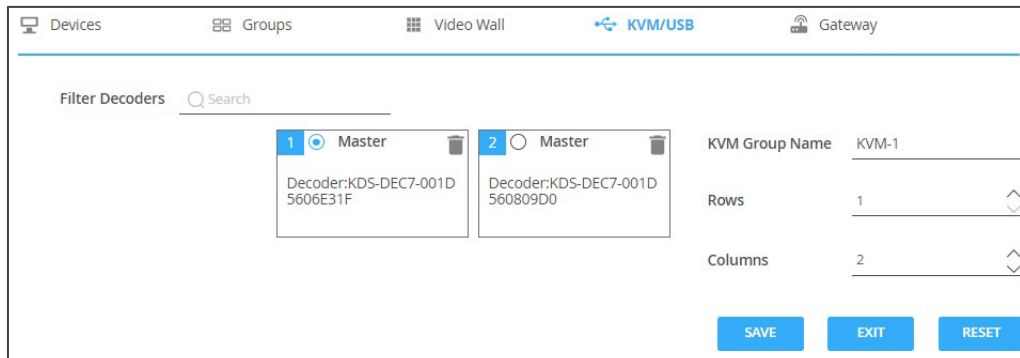 Devices
Groups
Video Wall
KVM/USB
Gateway
Filter Decoders
Search
1 Master
Decoder:KDS-DEC7-001D
5606E31F
2 Master
Decoder:KDS-DEC7-001D
560809D0
KVM Group Name KVM-1
Rows 1
Columns 2
SAVE
EXIT
RESET